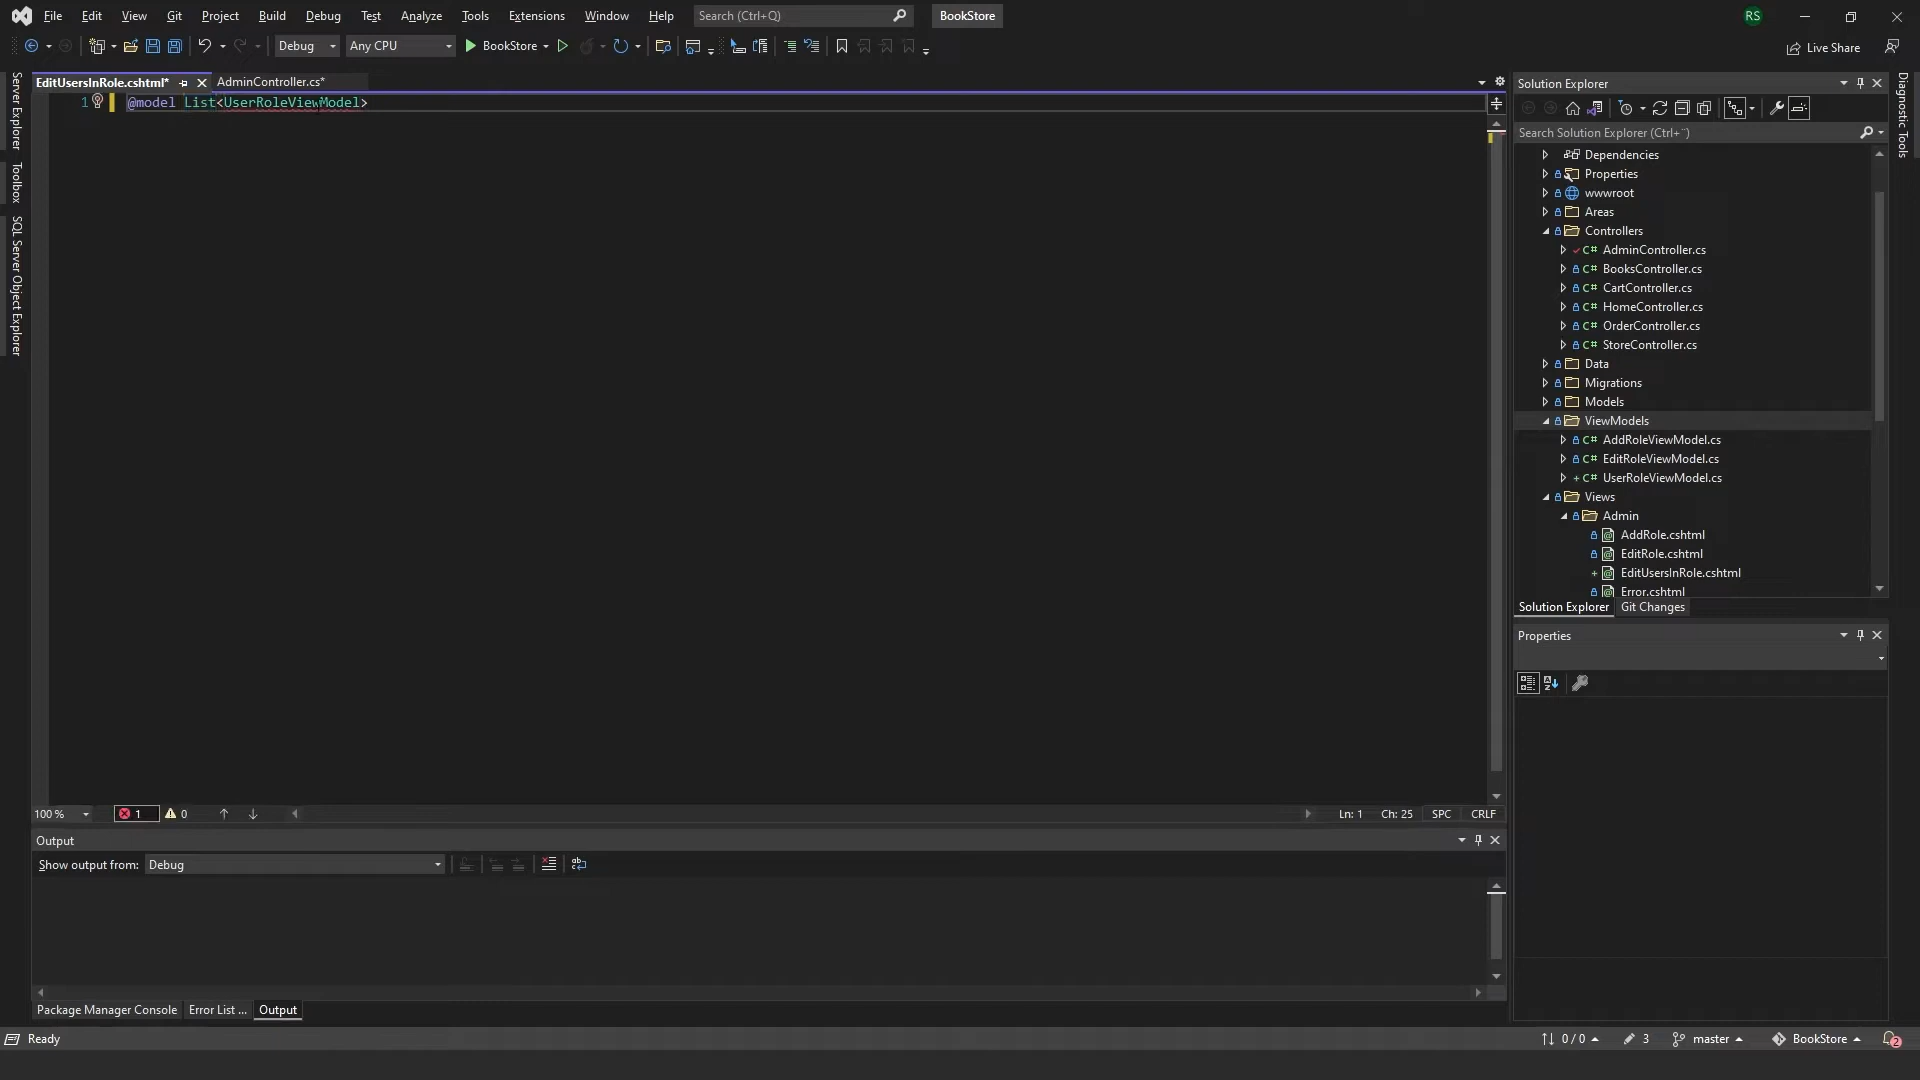 File Edit View Git Project Build Debug Test Analyze Tools Extensions Window Help Search (Ctrl+Q) BookStore RS
Debug Any CPU BookStore Live Share
EditUsersInRole.cshtml* AdminController.cs*
1 @model List<UserRoleViewModel>
Server Explorer
Toolbox
SQL Server Object Explorer
Solution Explorer
Search Solution Explorer (Ctrl+¨)
Dependencies
Properties
wwwroot
Areas
Controllers
C# AdminController.cs
C# BooksController.cs
C# CartController.cs
C# HomeController.cs
C# OrderController.cs
C# StoreController.cs
Data
Migrations
Models
ViewModels
C# AddRoleViewModel.cs
C# EditRoleViewModel.cs
+ C# UserRoleViewModel.cs
Views
Admin
AddRole.cshtml
EditRole.cshtml
+ EditUsersInRole.cshtml
Error.cshtml
Solution Explorer Git Changes
Properties
Diagnostic Tools
100 % 1 0 Ln: 1 Ch: 25 SPC CRLF
Output
Show output from: Debug
Package Manager Console Error List ... Output
Ready 0 / 0 3 master BookStore 2